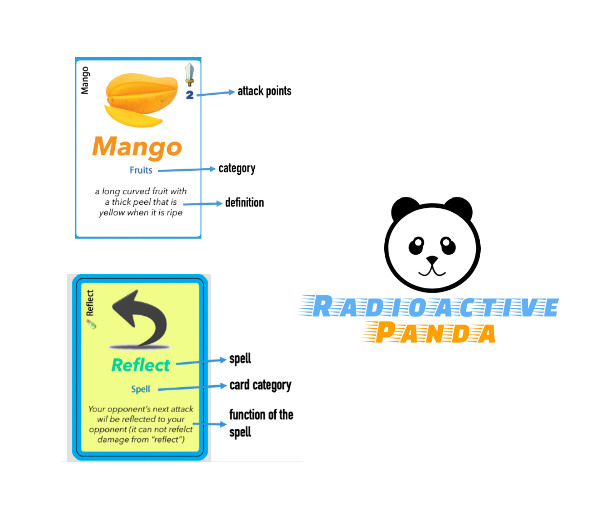 Mango
2
attack points
Mango
Fruits
category
a long curved fruit with
a thick peel that is
yellow when it is ripe
definition
Reflect
Reflect
spell
Spell
card category
Your opponent's next attack
wil be reflected to your
opponent (it can not refelct
damage from "reflect")
function of the
spell
RADIOACTIVE
PANDA